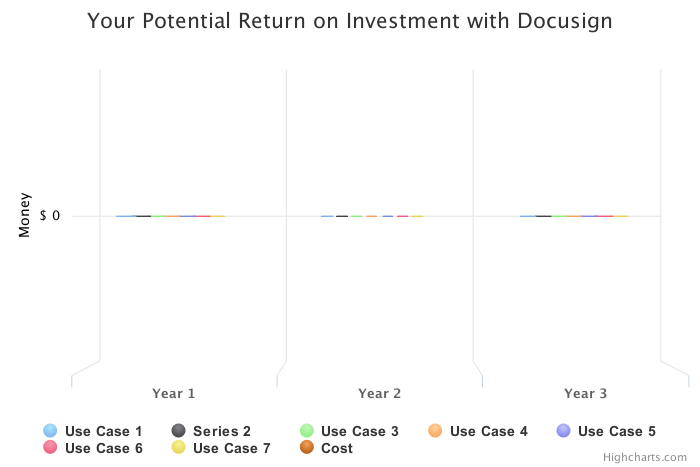 Your Potential Return on Investment with Docusign
Money
$ 0
Year 1 Year 2 Year 3
Use Case 1 Series 2 Use Case 3 Use Case 4 Use Case 5
Use Case 6 Use Case 7 Cost
Highcharts.com